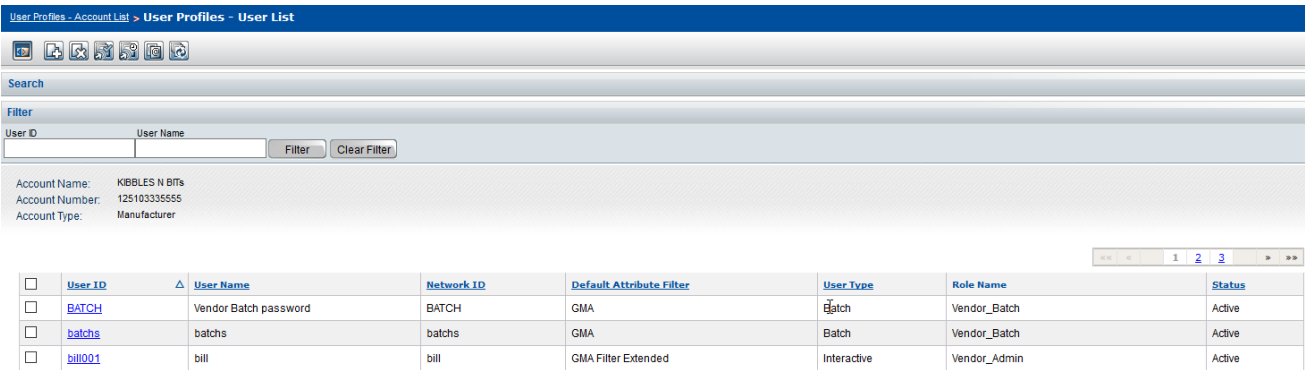 User Profiles - Account List > User Profiles - User List
Search
Filter
User ID User Name
Filter Clear Filter
Account Name: KIBBLES N BITs
Account Number: 125103335555
Account Type: Manufacturer
«« « 1 2 3 » »»
User ID User Name Network ID Default Attribute Filter User Type Role Name Status
BATCH Vendor Batch password BATCH GMA Batch Vendor_Batch Active
batchs batchs batchs GMA Batch Vendor_Batch Active
bill001 bill bill GMA Filter Extended Interactive Vendor_Admin Active